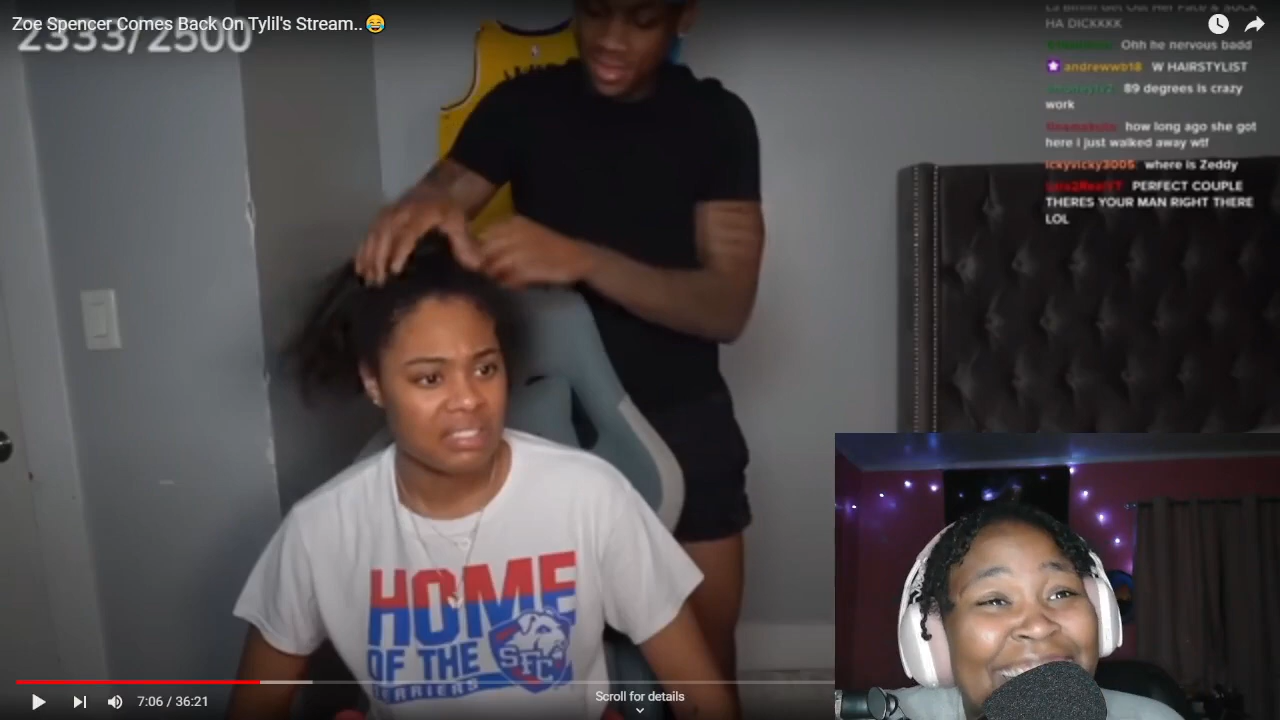 Zoe Spencer Comes Back On Tylil's Stream..😂
2333/2500
HA DICKKKK
Ohh he nervous badd
andrewwb18 W HAIRSTYLIST
89 degrees is crazy
work
how long ago she got
here i just walked away wtf
ickyvicky3005: where is Zeddy
PERFECT COUPLE
THERES YOUR MAN RIGHT THERE
LOL
HOME
OF THE
TERRIERS
SFC
7:06 / 36:21
Scroll for details